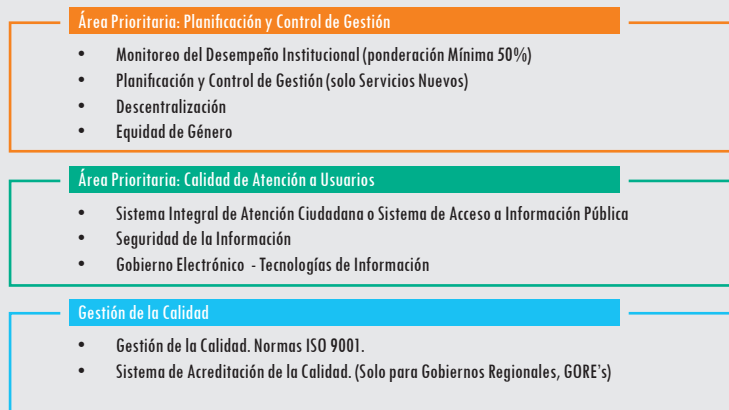 Área Prioritaria: Planificación y Control de Gestión
• Monitoreo del Desempeño Institucional (ponderación Mínima 50%)
• Planificación y Control de Gestión (solo Servicios Nuevos)
• Descentralización
• Equidad de Género
Área Prioritaria: Calidad de Atención a Usuarios
• Sistema Integral de Atención Ciudadana o Sistema de Acceso a Información Pública
• Seguridad de la Información
• Gobierno Electrónico - Tecnologías de Información
Gestión de la Calidad
• Gestión de la Calidad. Normas ISO 9001.
• Sistema de Acreditación de la Calidad. (Solo para Gobiernos Regionales, GORE's)